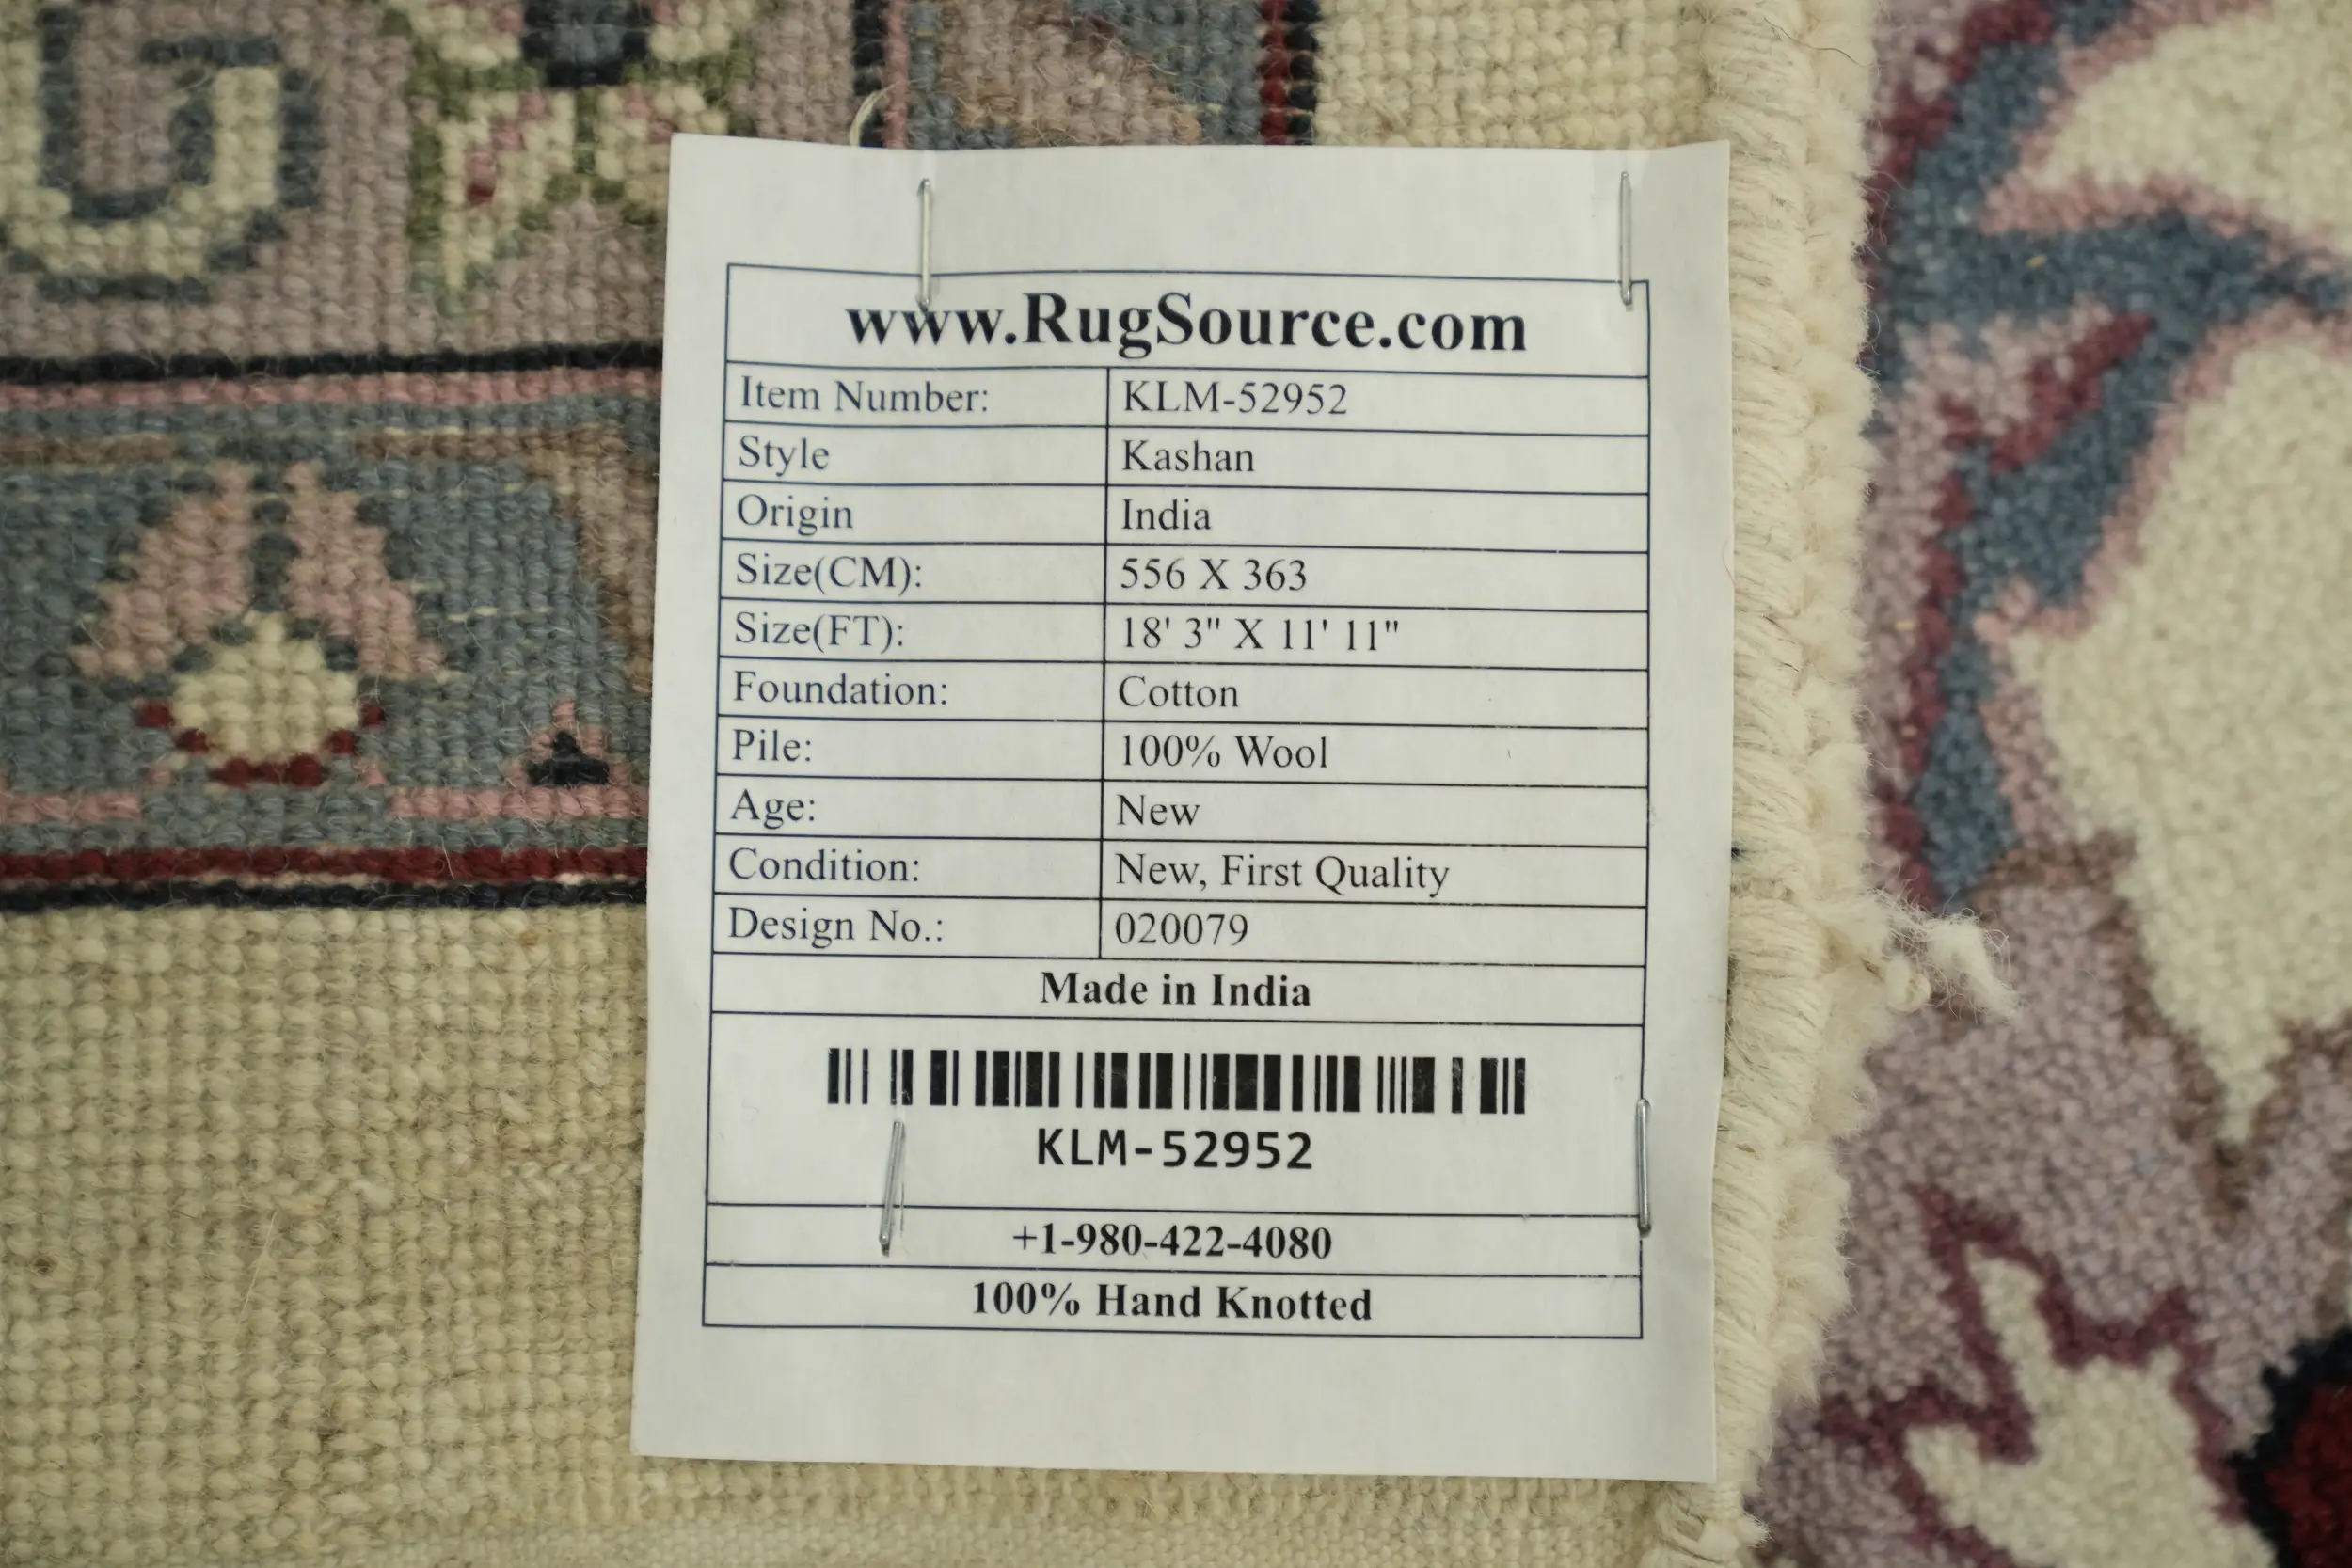 www.RugSource.com
Item Number: KLM-52952
Style Kashan
Origin India
Size(CM): 556 X 363
Size(FT): 18' 3" X 11' 11"
Foundation: Cotton
Pile: 100% Wool
Age: New
Condition: New, First Quality
Design No.: 020079
Made in India
KLM-52952
+1-980-422-4080
100% Hand Knotted